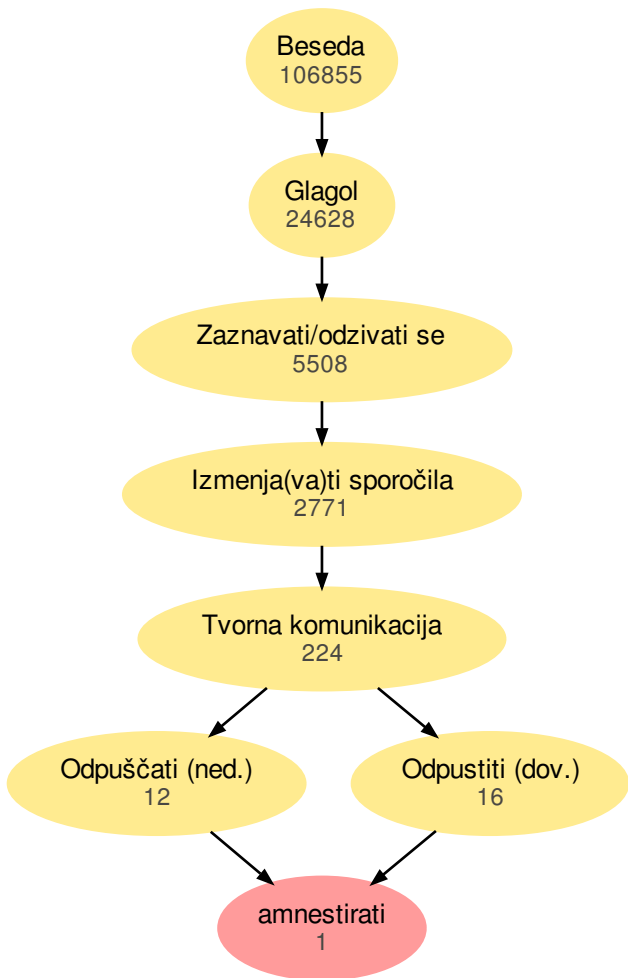 Beseda
106855
Glagol
24628
Zaznavati/odzivati se
5508
Izmenja(va)ti sporočila
2771
Tvorna komunikacija
224
Odpuščati (ned.)
12
Odpustiti (dov.)
16
amnestirati
1